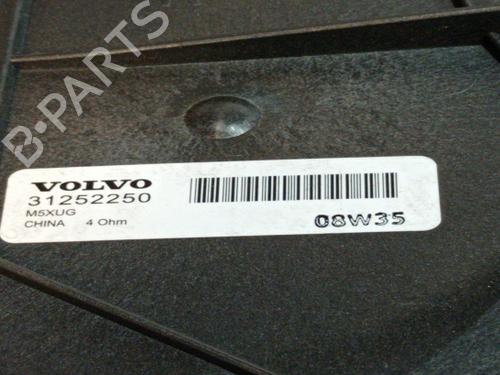 B-PARTS
VOLVO
31252250
M5XUG
CHINA 4 Ohm
08W35